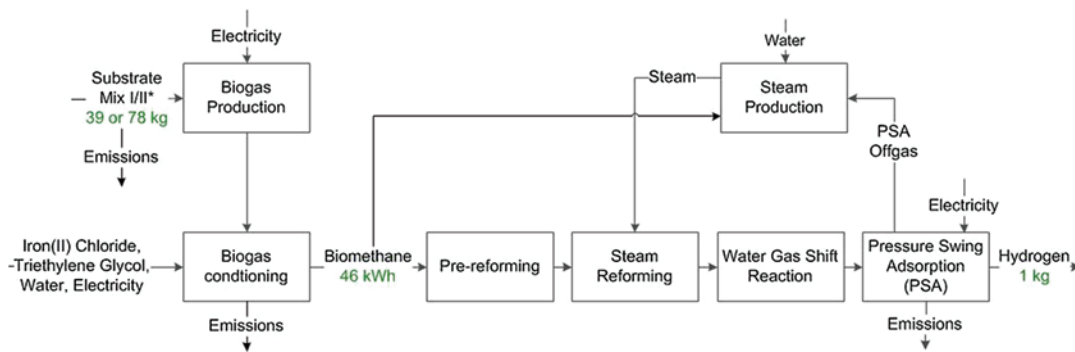 Electricity
Substrate
Mix I/II*
39 or 78 kg
Emissions
Biogas
Production
Water
Steam
Steam
Production
PSA
Offgas
Electricity
Iron(II) Chloride,
-Triethylene Glycol,
Water, Electricity
Biogas
condtioning
Emissions
Biomethane
46 kWh
Pre-reforming
Steam
Reforming
Water Gas Shift
Reaction
Pressure Swing
Adsorption
(PSA)
Emissions
Hydrogen
1 kg